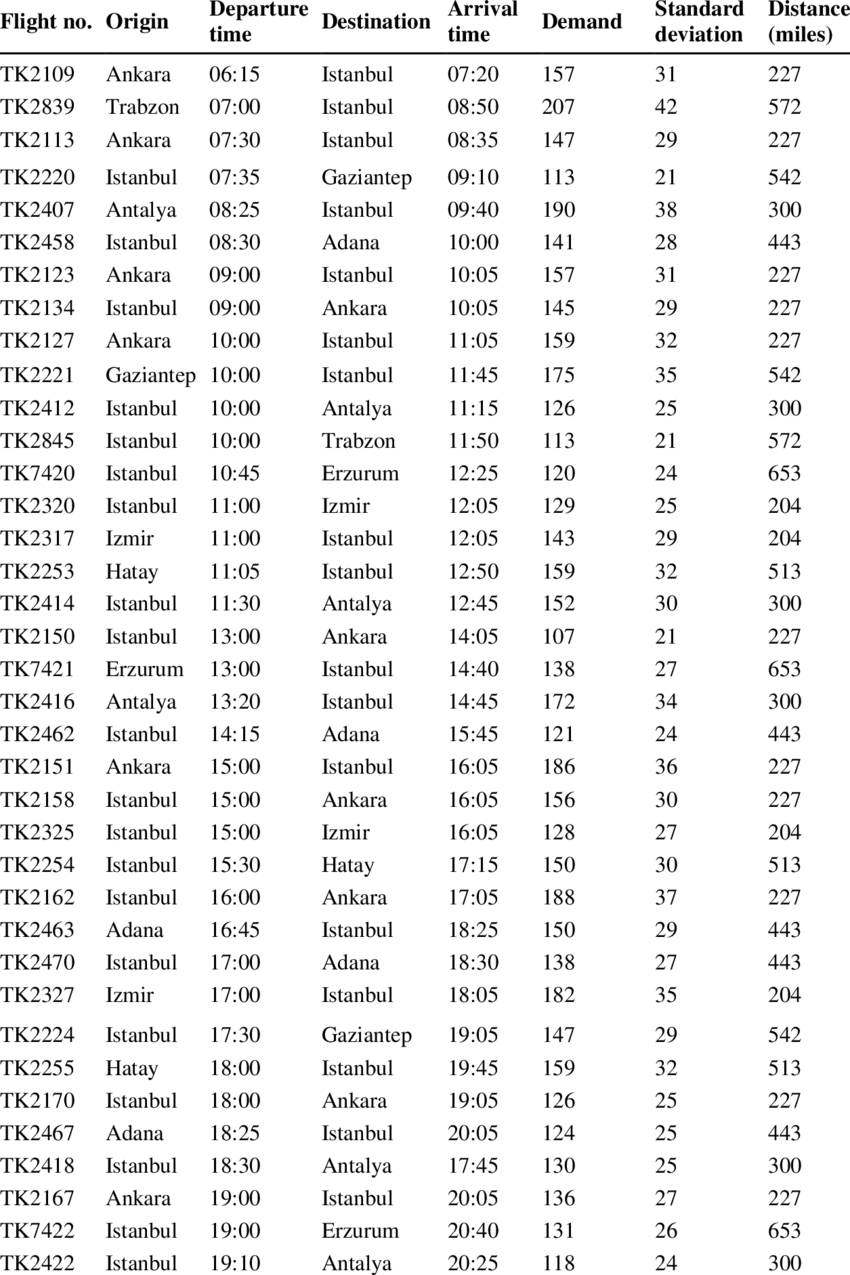 Flight no. Origin Departure time Destination Arrival time Demand Standard deviation Distance (miles)
TK2109 Ankara 06:15 Istanbul 07:20 157 31 227
TK2839 Trabzon 07:00 Istanbul 08:50 207 42 572
TK2113 Ankara 07:30 Istanbul 08:35 147 29 227
TK2220 Istanbul 07:35 Gaziantep 09:10 113 21 542
TK2407 Antalya 08:25 Istanbul 09:40 190 38 300
TK2458 Istanbul 08:30 Adana 10:00 141 28 443
TK2123 Ankara 09:00 Istanbul 10:05 157 31 227
TK2134 Istanbul 09:00 Ankara 10:05 145 29 227
TK2127 Ankara 10:00 Istanbul 11:05 159 32 227
TK2221 Gaziantep 10:00 Istanbul 11:45 175 35 542
TK2412 Istanbul 10:00 Antalya 11:15 126 25 300
TK2845 Istanbul 10:00 Trabzon 11:50 113 21 572
TK7420 Istanbul 10:45 Erzurum 12:25 120 24 653
TK2320 Istanbul 11:00 Izmir 12:05 129 25 204
TK2317 Izmir 11:00 Istanbul 12:05 143 29 204
TK2253 Hatay 11:05 Istanbul 12:50 159 32 513
TK2414 Istanbul 11:30 Antalya 12:45 152 30 300
TK2150 Istanbul 13:00 Ankara 14:05 107 21 227
TK7421 Erzurum 13:00 Istanbul 14:40 138 27 653
TK2416 Antalya 13:20 Istanbul 14:45 172 34 300
TK2462 Istanbul 14:15 Adana 15:45 121 24 443
TK2151 Ankara 15:00 Istanbul 16:05 186 36 227
TK2158 Istanbul 15:00 Ankara 16:05 156 30 227
TK2325 Istanbul 15:00 Izmir 16:05 128 27 204
TK2254 Istanbul 15:30 Hatay 17:15 150 30 513
TK2162 Istanbul 16:00 Ankara 17:05 188 37 227
TK2463 Adana 16:45 Istanbul 18:25 150 29 443
TK2470 Istanbul 17:00 Adana 18:30 138 27 443
TK2327 Izmir 17:00 Istanbul 18:05 182 35 204
TK2224 Istanbul 17:30 Gaziantep 19:05 147 29 542
TK2255 Hatay 18:00 Istanbul 19:45 159 32 513
TK2170 Istanbul 18:00 Ankara 19:05 126 25 227
TK2467 Adana 18:25 Istanbul 20:05 124 25 443
TK2418 Istanbul 18:30 Antalya 17:45 130 25 300
TK2167 Ankara 19:00 Istanbul 20:05 136 27 227
TK7422 Istanbul 19:00 Erzurum 20:40 131 26 653
TK2422 Istanbul 19:10 Antalya 20:25 118 24 300